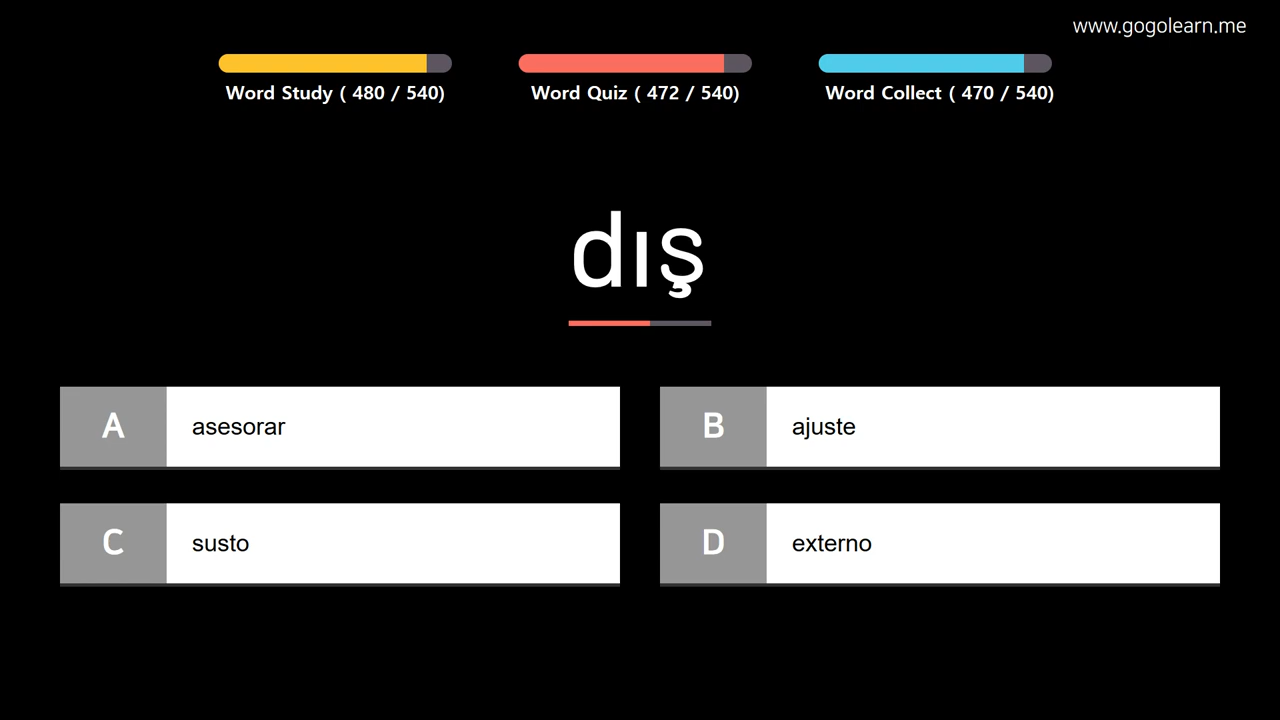 www.gogolearn.me
Word Study ( 480 / 540)
Word Quiz ( 472 / 540)
Word Collect ( 470 / 540)
dış
A asesorar
B ajuste
C susto
D externo